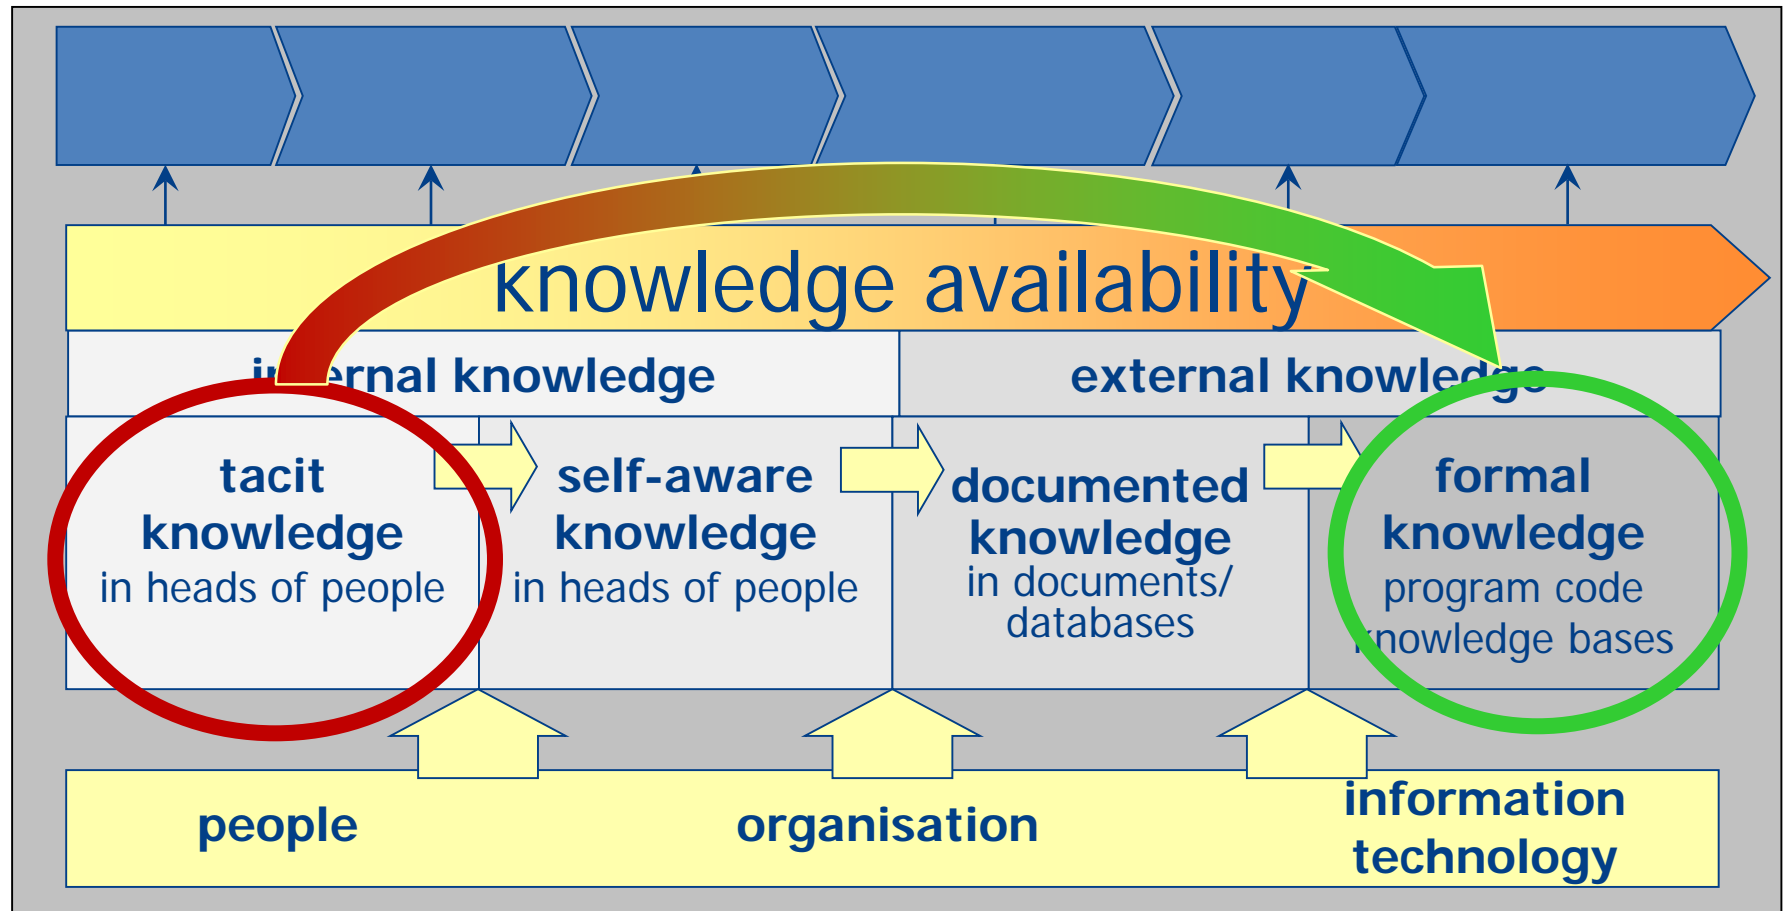 knowledge availability
internal knowledge
external knowledge
tacit
knowledge
in heads of people
self-aware
knowledge
in heads of people
documented
knowledge
in documents/
databases
formal
knowledge
program code
knowledge bases
people
organisation
information
technology